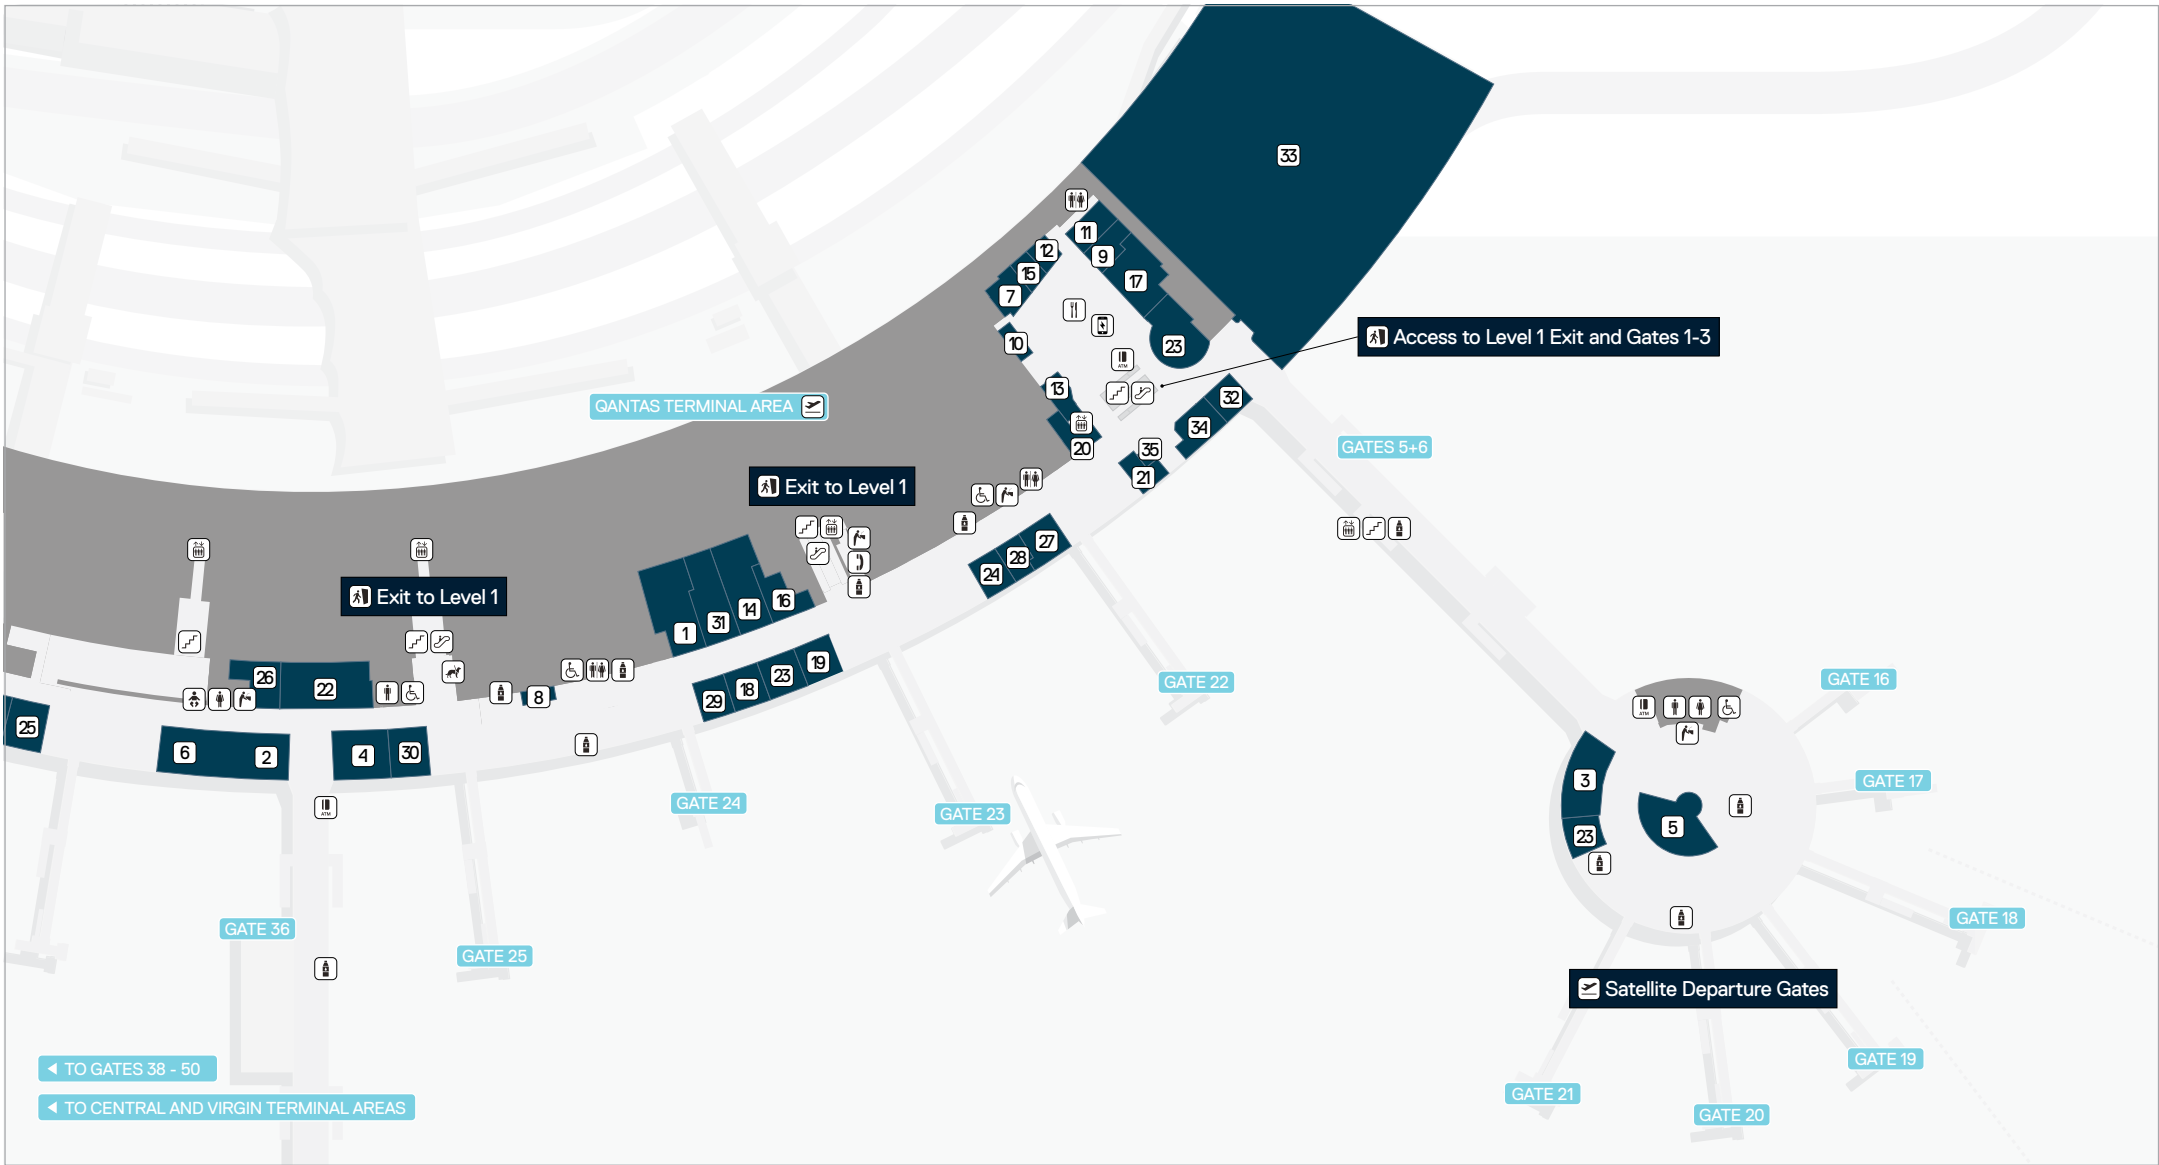 33
11
12
9
15
17
7
10
23
Access to Level 1 Exit and Gates 1-3
ATM
13
32
QANTAS TERMINAL AREA
34
20
35
GATES 5+6
21
Exit to Level 1
27
28
24
Exit to Level 1
16
14
31
1
19
23
18
29
8
26
22
25
6
2
4
30
ATM
GATE 22
GATE 16
ATM
GATE 17
3
5
23
GATE 24
GATE 23
GATE 18
GATE 36
GATE 25
Satellite Departure Gates
GATE 19
GATE 21
GATE 20
TO GATES 38 - 50
TO CENTRAL AND VIRGIN TERMINAL AREAS